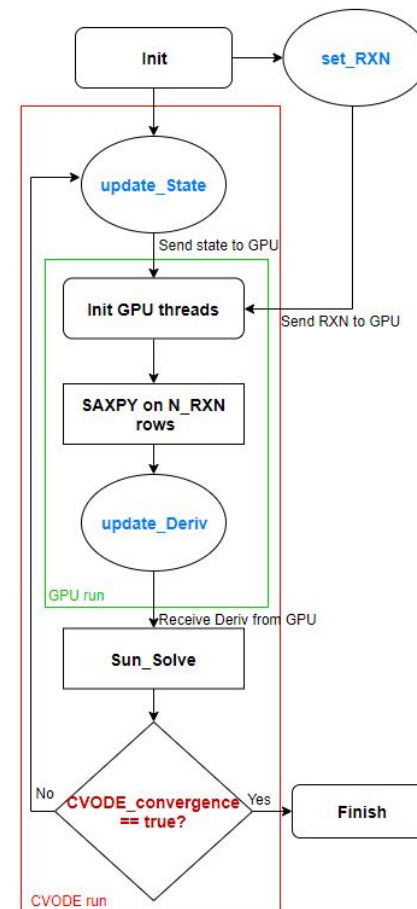 Init
set_RXN
update_State
Send state to GPU
Init GPU threads
Send RXN to GPU
SAXPY on N_RXN
rows
update_Deriv
GPU run
Receive Deriv from GPU
Sun_Solve
No
CVODE_convergence
== true?
Yes
Finish
CVODE run